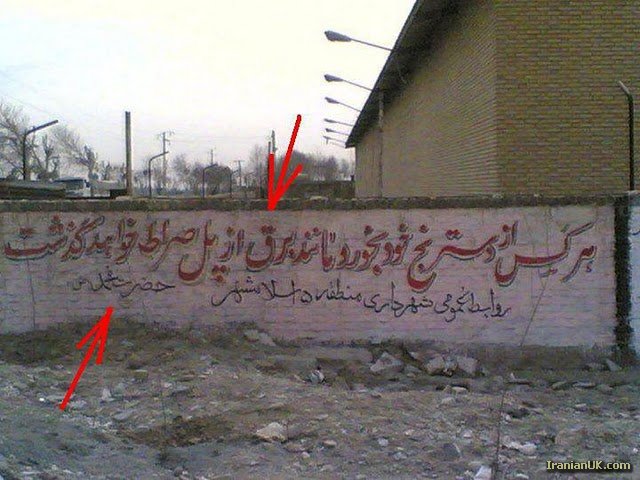 هر کس از دسترنج خود بخورد مانند برق از پل صراط خواهد گذشت
حضرت محمد ص
روابط عمومی شهرداری منطقه ۵ اسلامشهر
IranianUK.com